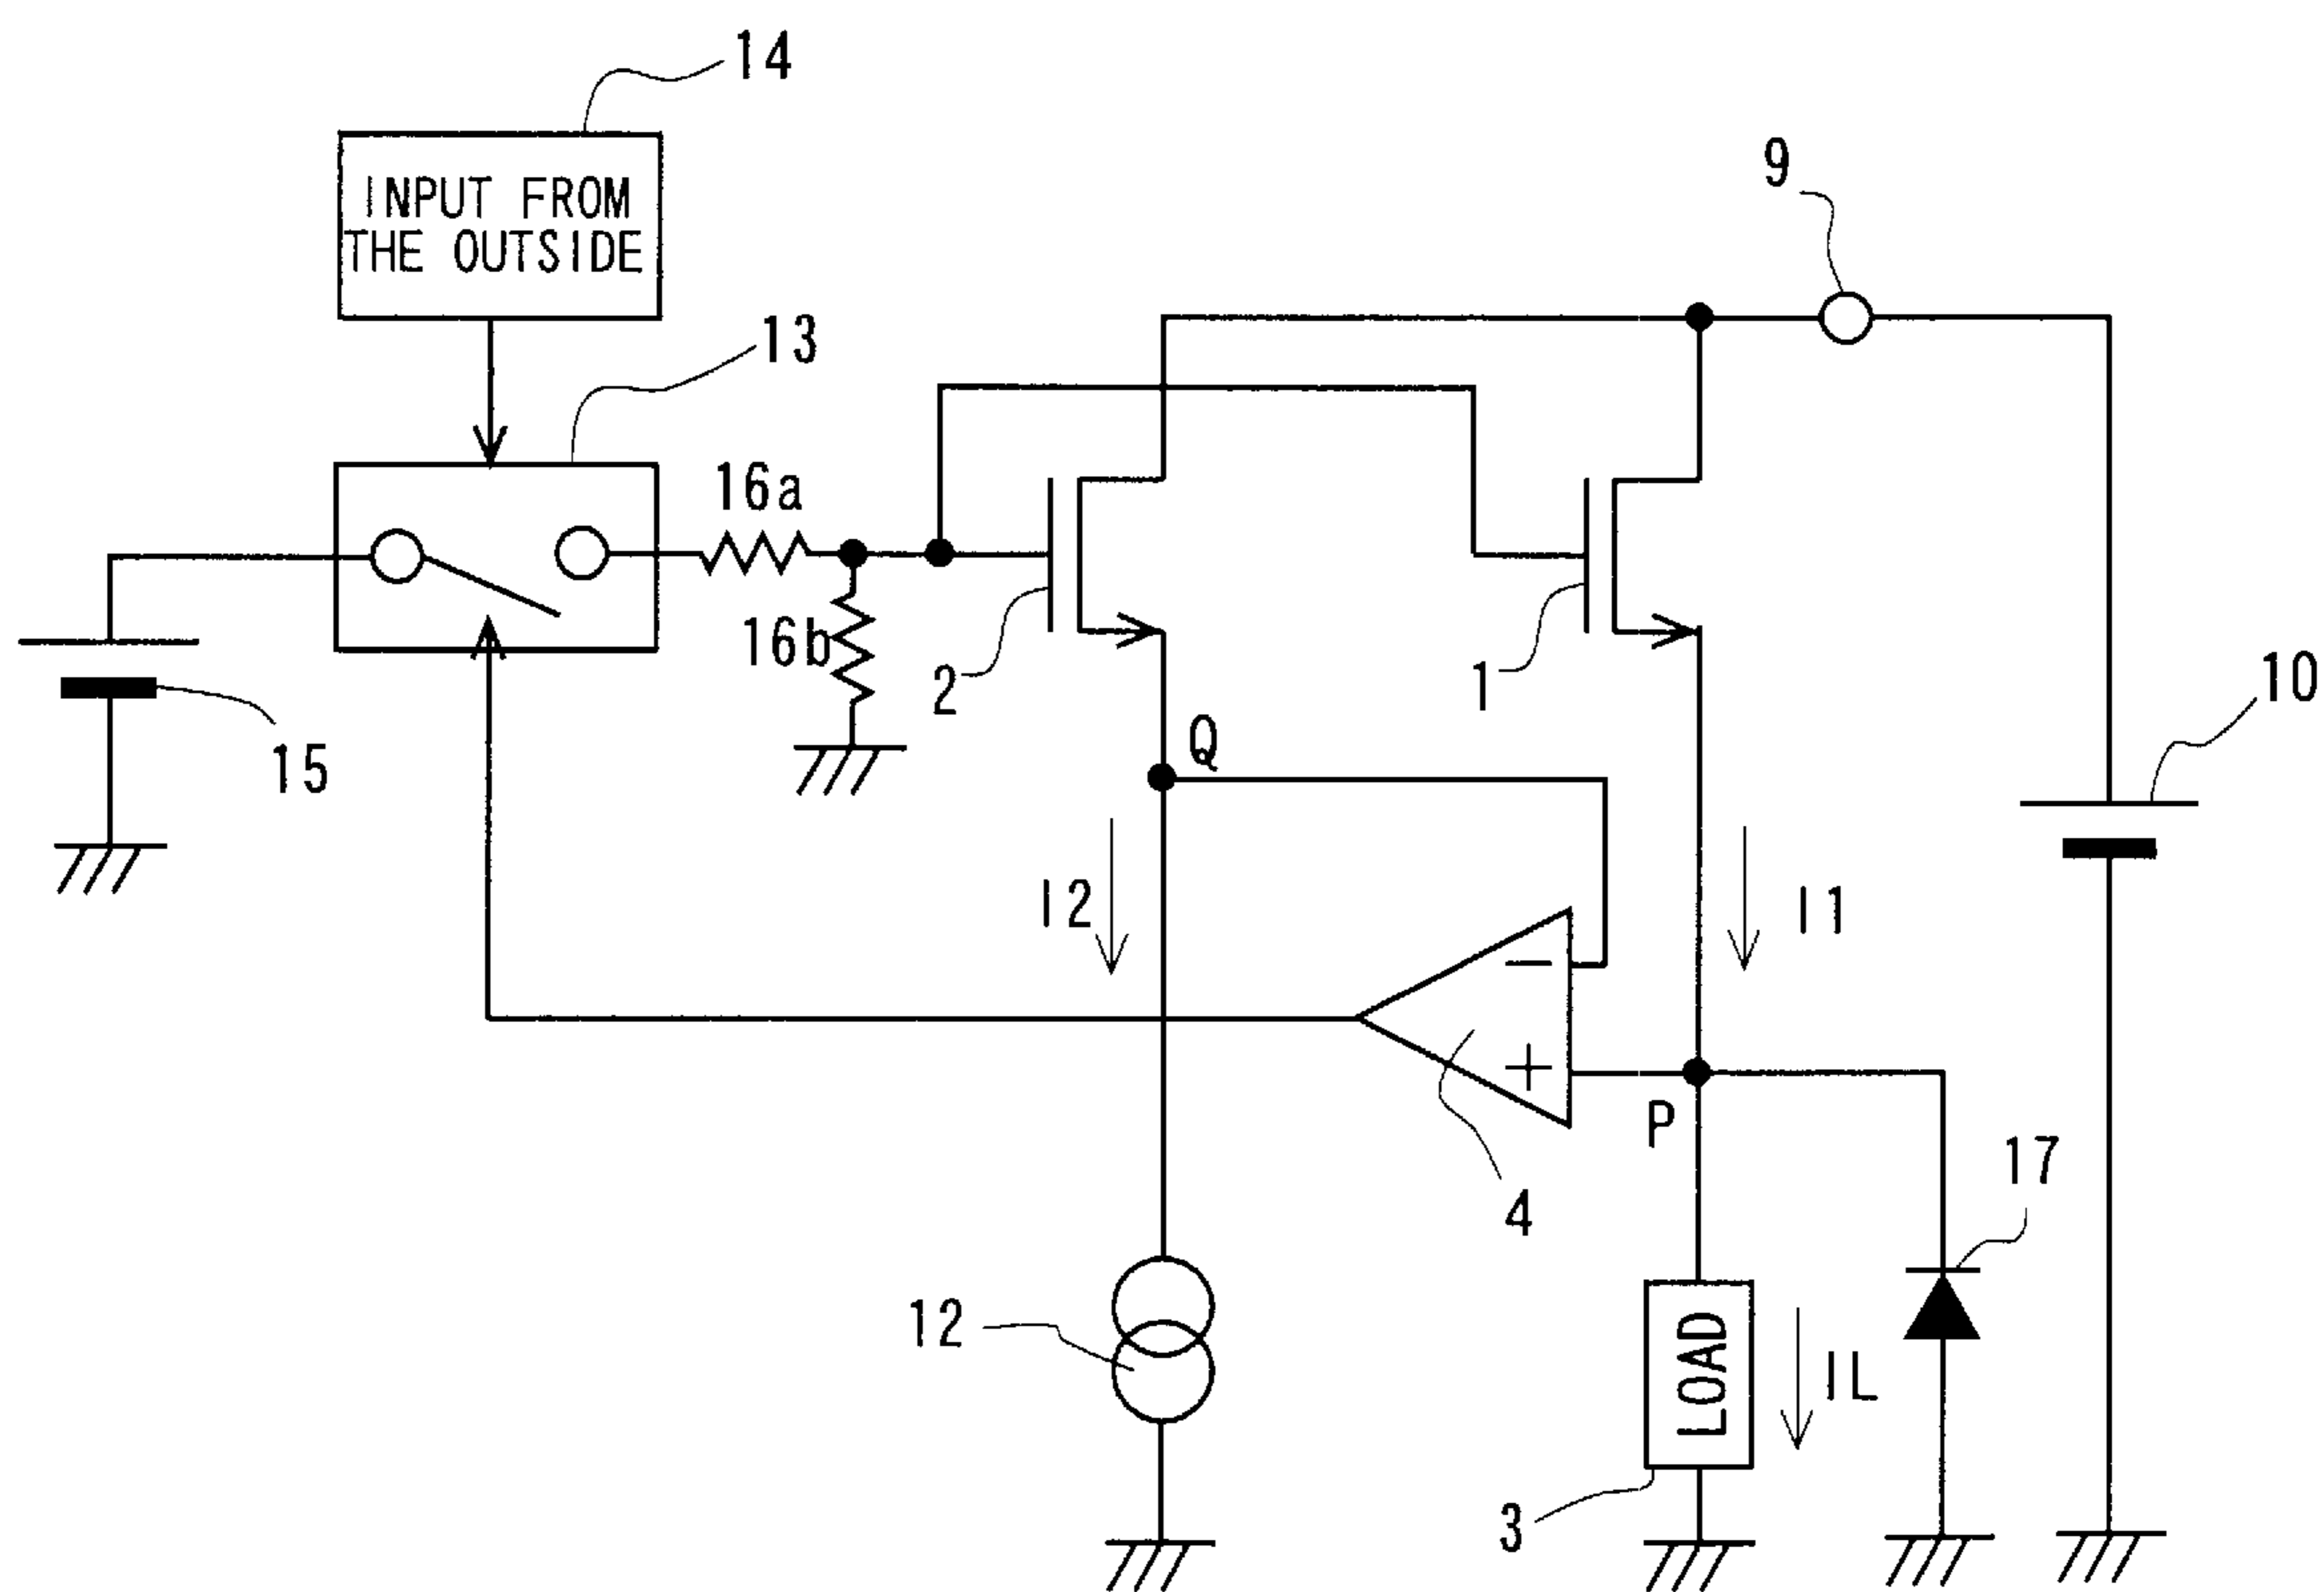 14
INPUT FROM
THE OUTSIDE
9
13
16a
16b
2
1
10
15
Q
I2
I1
P
17
4
12
LOAD
IL
3
+
−